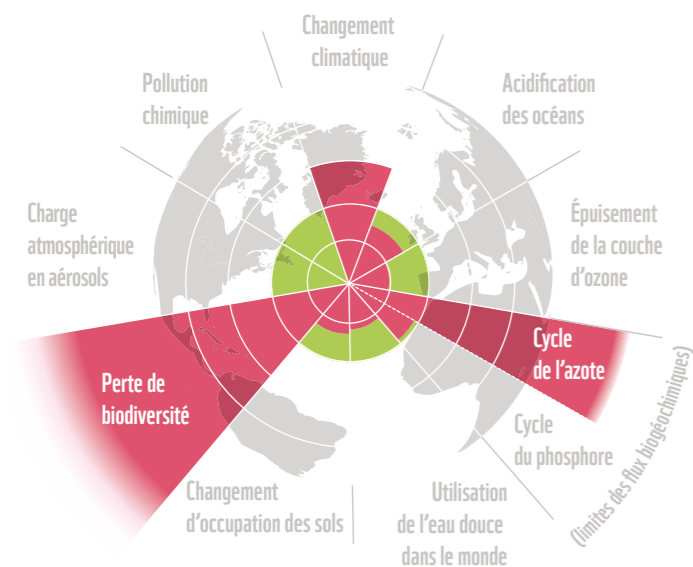 Changement
climatique
Acidification
des océans
Épuisement
de la couche
d'ozone
Cycle
de l'azote
(limites des flux biogéochimiques)
Cycle
du phosphore
Utilisation
de l'eau douce
dans le monde
Changement
d'occupation des sols
Perte de
biodiversité
Charge
atmosphérique
en aérosols
Pollution
chimique